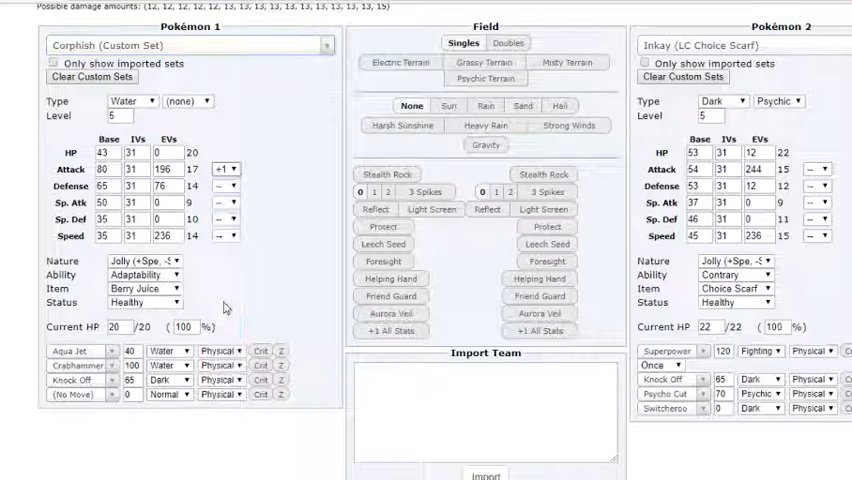 Possible damage amounts: (12, 12, 12, 12, 12, 13, 13, 13, 13, 13, 13, 13, 13, 13, 13, 15)
Pokémon 1
Corphish (Custom Set)
Only show imported sets
Clear Custom Sets
Type Water (none)
Level 5
Base IVs EVs
HP 43 31 0 20
Attack 80 31 196 17 +1
Defense 65 31 76 14 --
Sp. Atk 50 31 0 9 --
Sp. Def 35 31 0 10 --
Speed 35 31 236 14 --
Nature Jolly (+Spe, -S
Ability Adaptability
Item Berry Juice
Status Healthy
Current HP 20 /20 ( 100 %)
Aqua Jet 40 Water Physical Crit Z
Crabhammer 100 Water Physical Crit Z
Knock Off 65 Dark Physical Crit Z
(No Move) 0 Normal Physical Crit Z
Field
Singles Doubles
Electric Terrain Grassy Terrain Misty Terrain
Psychic Terrain
None Sun Rain Sand Hail
Harsh Sunshine Heavy Rain Strong Winds
Gravity
Stealth Rock Stealth Rock
0 1 2 3 Spikes 0 1 2 3 Spikes
Reflect Light Screen Reflect Light Screen
Protect Protect
Leech Seed Leech Seed
Foresight Foresight
Helping Hand Helping Hand
Friend Guard Friend Guard
Aurora Veil Aurora Veil
+1 All Stats +1 All Stats
Import Team
Import
Pokémon 2
Inkay (LC Choice Scarf)
Only show imported sets
Clear Custom Sets
Type Dark Psychic
Level 5
Base IVs EVs
HP 53 31 12 22
Attack 54 31 244 15 --
Defense 53 31 12 12 --
Sp. Atk 37 31 0 9 --
Sp. Def 46 31 0 11 --
Speed 45 31 236 15 --
Nature Jolly (+Spe, -S
Ability Contrary
Item Choice Scarf
Status Healthy
Current HP 22 /22 ( 100 %)
Superpower 120 Fighting Physical C
Once
Knock Off 65 Dark Physical C
Psycho Cut 70 Psychic Physical C
Switcheroo 0 Dark Physical C